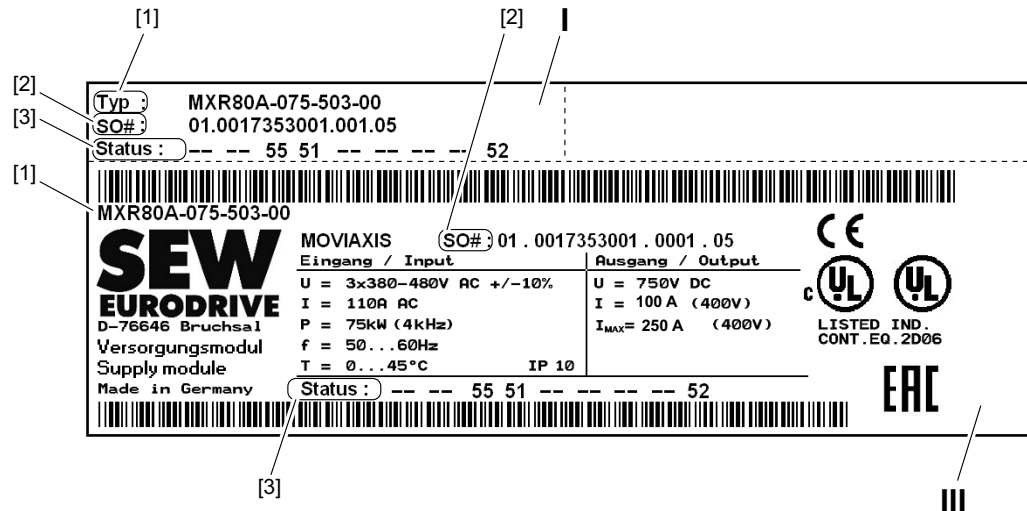 [1] [2] I
[2] Typ : MXR80A-075-503-00
[3] SO# : 01.0017353001.001.05
Status : -- -- 55 51 -- -- -- -- 52
[1]
MXR80A-075-503-00
SEW
EURODRIVE
D-76646 Bruchsal
Versorgungsmodul
Supply module
Made in Germany
MOVIAXIS SO# : 01 . 0017353001 . 0001 . 05
Eingang / Input
U = 3x380-480V AC +/-10%
I = 110A AC
P = 75kW (4kHz)
f = 50...60Hz
T = 0...45°C IP 10
Ausgang / Output
U = 750V DC
I = 100 A (400V)
IMAX= 250 A (400V)
Status : -- -- 55 51 -- -- -- -- 52
CE
c UL UL
LISTED IND.
CONT.EQ.2D06
EAC
[3]
III